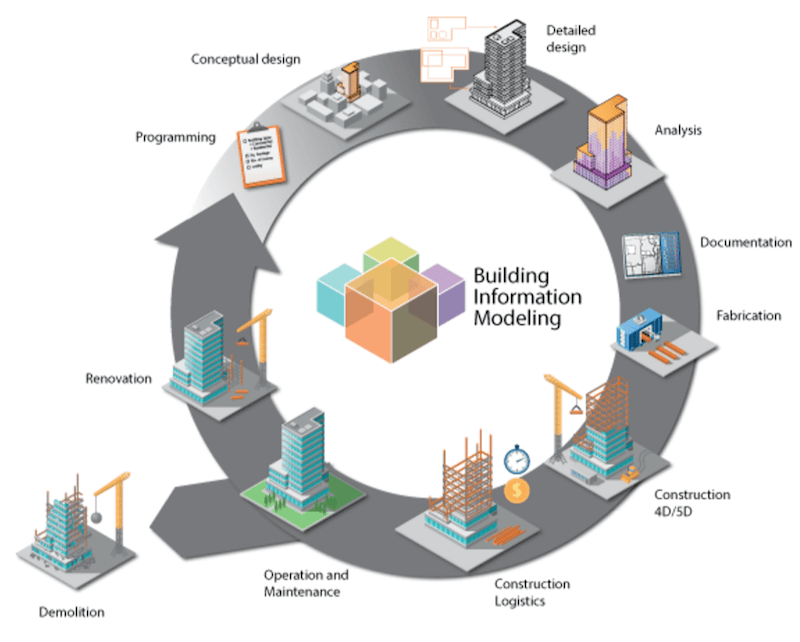 Detailed
design
Conceptual design
Programming
Analysis
Documentation
Building
Information
Modeling
Fabrication
Renovation
Construction
4D/5D
$
Operation and
Maintenance
Construction
Logistics
Demolition